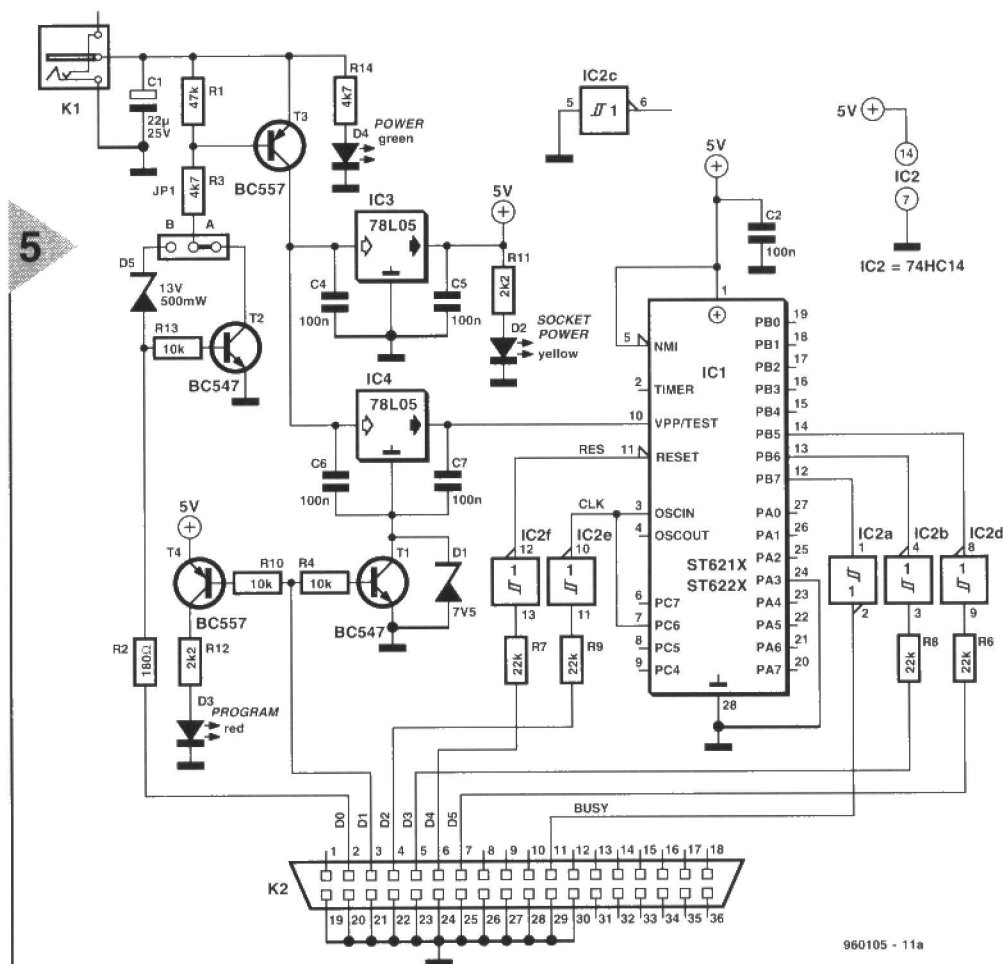 5
K1
C1
22µ
25V
R1
47k
R14
4k7
T3
D4
POWER
green
BC557
JP1
R3
4k7
B
A
D5
13V
500mW
R13
10k
T2
BC547
IC3
78L05
C4
100n
C5
100n
5V
R11
2k2
D2
SOCKET
POWER
yellow
IC4
78L05
C6
100n
C7
100n
IC2c
5
1
6
5V
14
IC2
7
IC2 = 74HC14
5V
C2
100n
1
5
NMI
IC1
2
TIMER
10
VPP/TEST
RES
11
RESET
CLK
3
OSCIN
4
OSCOUT
ST621X
ST622X
6
PC7
7
PC6
8
PC5
9
PC4
28
PB0
19
PB1
18
PB2
17
PB3
16
PB4
15
PB5
14
PB6
13
PB7
12
PA0
27
PA1
26
PA2
25
PA3
24
PA4
23
PA5
22
PA6
21
PA7
20
IC2f
12
1
13
IC2e
10
1
11
IC2a
1
1
2
IC2b
4
1
3
IC2d
8
1
9
R7
22k
R9
22k
R8
22k
R6
22k
5V
T4
R10
10k
R4
10k
T1
D1
7V5
BC557
BC547
R2
180Ω
R12
2k2
D3
PROGRAM
red
D0
D1
D2
D3
D4
D5
BUSY
1 2 3 4 5 6 7 8 9 10 11 12 13 14 15 16 17 18
K2
19 20 21 22 23 24 25 26 27 28 29 30 31 32 33 34 35 36
960105 - 11a